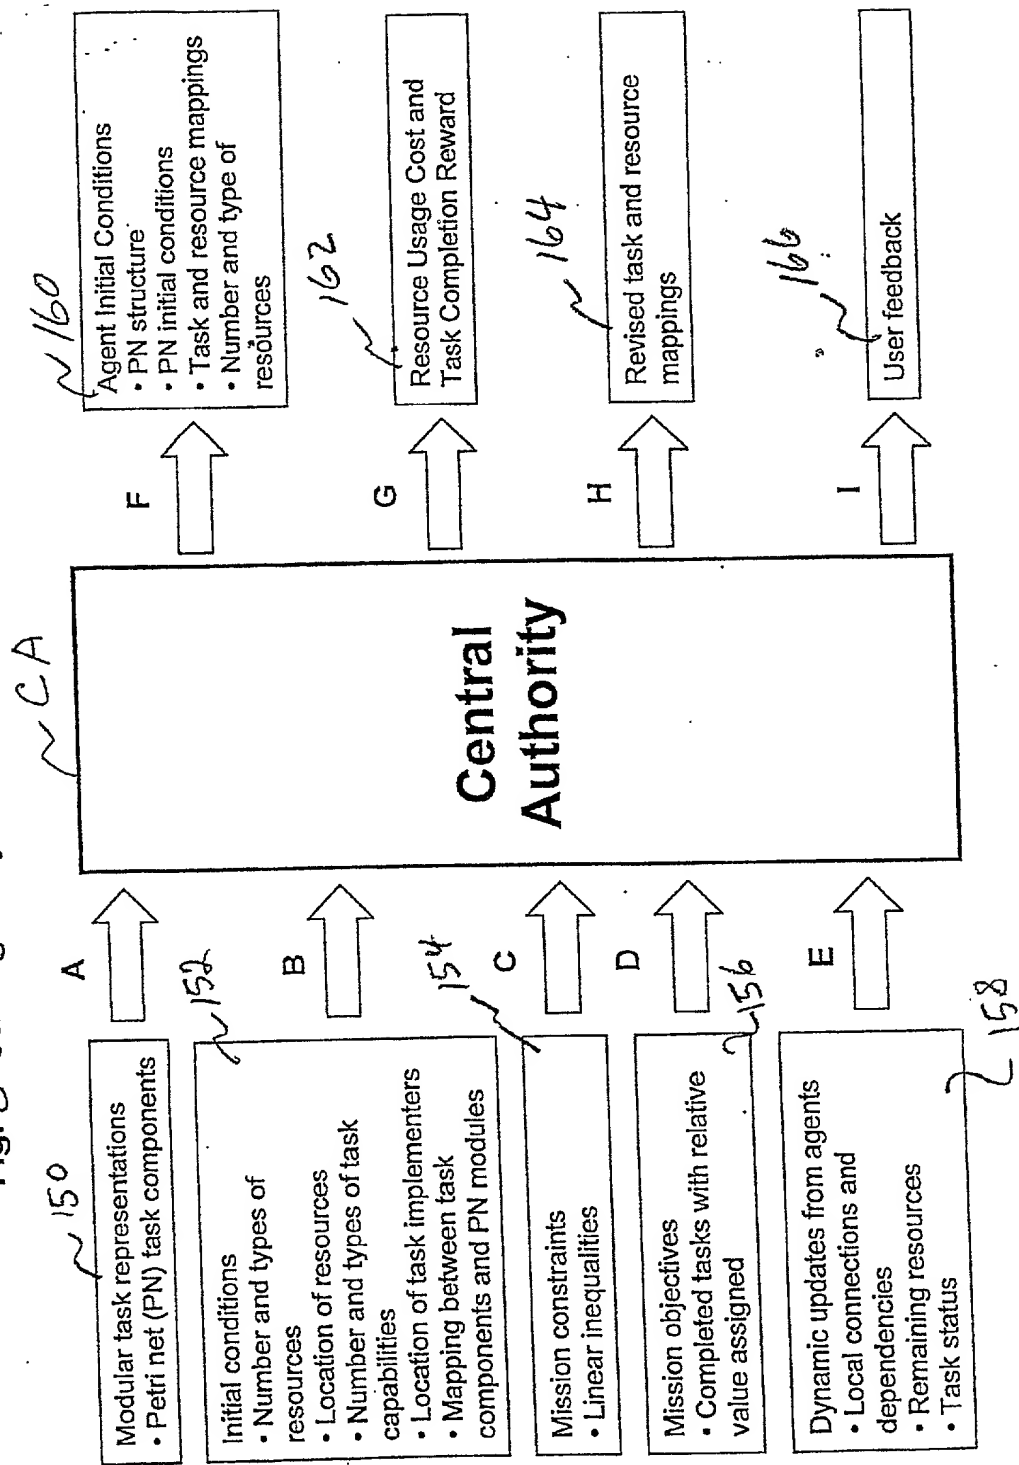 CA
150
Modular task representations
• Petri net (PN) task components
A
152
Initial conditions
• Number and types of
resources
• Location of resources
• Number and types of task
capabilities
• Location of task implementers
• Mapping between task
components and PN modules
B
154
Mission constraints
• Linear inequalities
C
Mission objectives
• Completed tasks with relative
value assigned
D
156
Dynamic updates from agents
• Local connections and
dependencies
• Remaining resources
• Task status
E
158
Central
Authority
F
160
Agent Initial Conditions
• PN structure
• PN initial conditions
• Task and resource mappings
• Number and type of
resources
G
162
Resource Usage Cost and
Task Completion Reward
H
164
Revised task and resource
mappings
I
166
User feedback